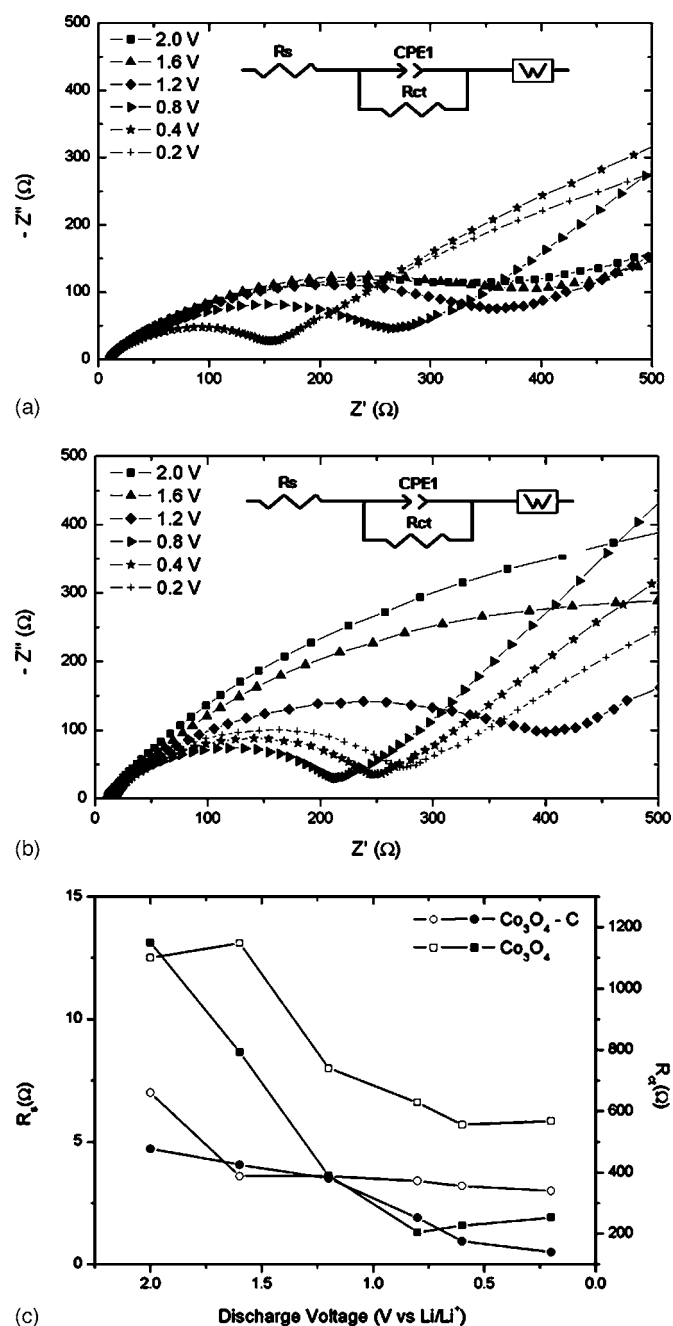 500
400
300
200
100
0
- Z'' (Ω)
2.0 V
1.6 V
1.2 V
0.8 V
0.4 V
0.2 V
Rs
CPE1
Rct
W
0 100 200 300 400 500
(a)
Z' (Ω)
500
400
300
200
100
0
- Z'' (Ω)
2.0 V
1.6 V
1.2 V
0.8 V
0.4 V
0.2 V
Rs
CPE1
Rct
W
0 100 200 300 400 500
(b)
Z' (Ω)
15
10
5
0
Rs(Ω)
Co3O4 - C
Co3O4
1200
1000
800
600
400
200
Rct(Ω)
2.0 1.5 1.0 0.5 0.0
(c)
Discharge Voltage (V vs Li/Li+)